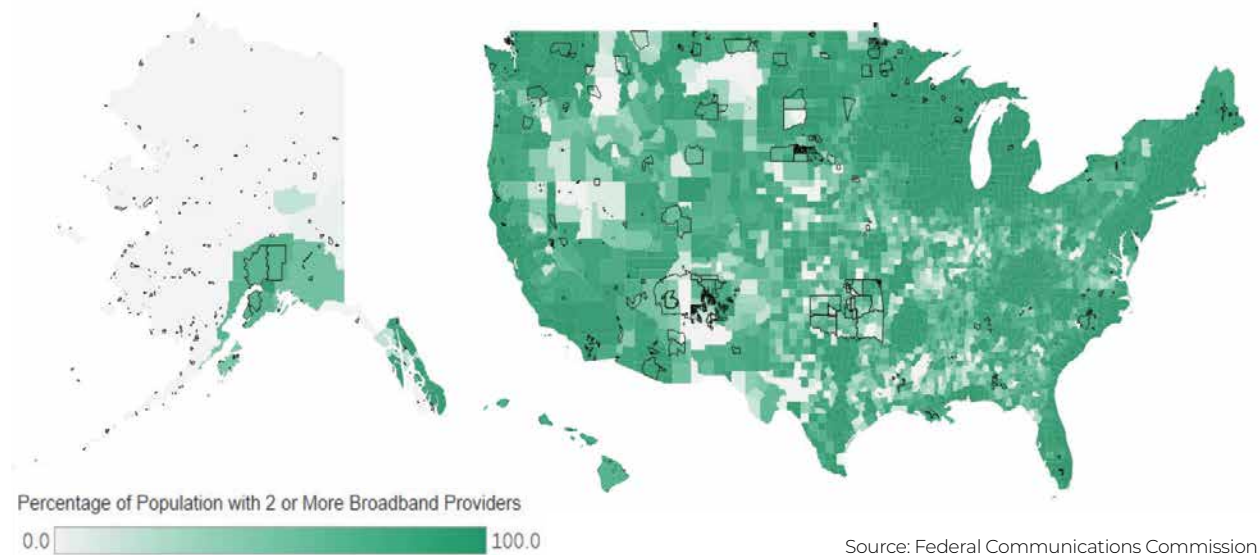 Percentage of Population with 2 or More Broadband Providers
0.0 100.0
Source: Federal Communications Commission